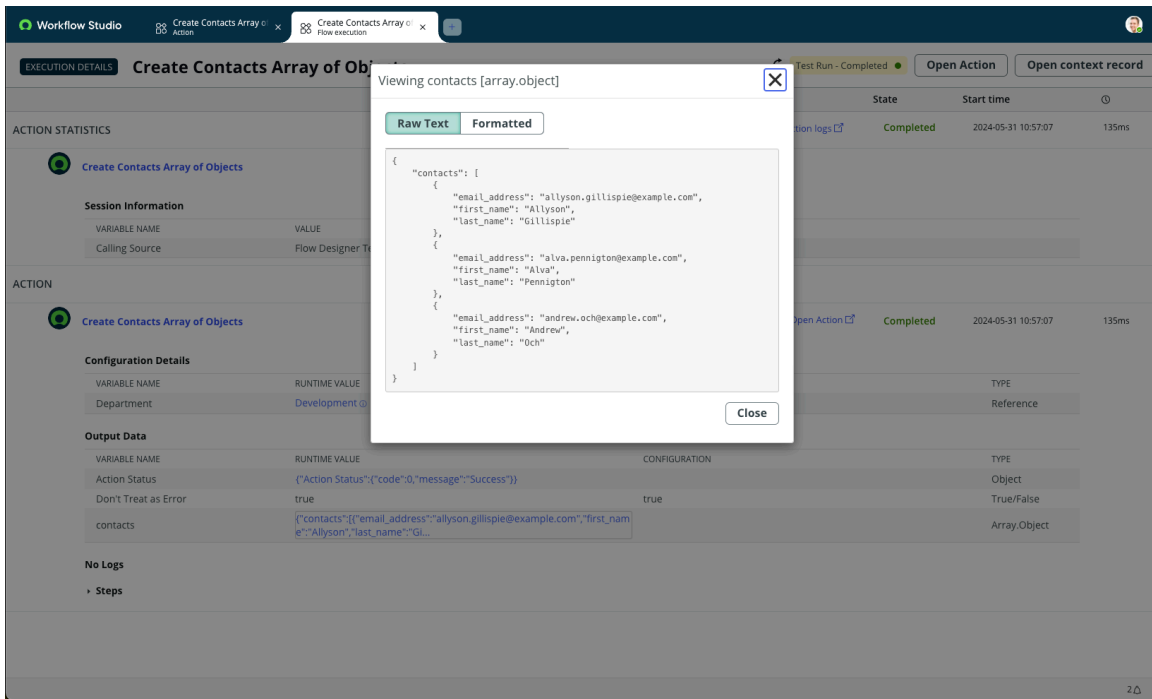 Workflow Studio
Create Contacts Array of
Action
Create Contacts Array of
Flow execution
EXECUTION DETAILS
Create Contacts Array of Obj
Test Run - Completed
Open Action
Open context record
State
Start time
ACTION STATISTICS
tion logs
Completed
2024-05-31 10:57:07
135ms
Create Contacts Array of Objects
Session Information
VARIABLE NAME
VALUE
Calling Source
Flow Designer Te
ACTION
Create Contacts Array of Objects
Open Action
Completed
2024-05-31 10:57:07
135ms
Configuration Details
VARIABLE NAME
RUNTIME VALUE
TYPE
Department
Development
Reference
Output Data
VARIABLE NAME
RUNTIME VALUE
CONFIGURATION
TYPE
Action Status
{"Action Status":{"code":0,"message":"Success"}}
Object
Don't Treat as Error
true
true
True/False
contacts
{"contacts":[{"email_address":"allyson.gillispie@example.com","first_nam
e":"Allyson","last_name":"Gi...
Array.Object
No Logs
Steps
2
Viewing contacts [array.object]
Raw Text
Formatted
{
"contacts": [
{
"email_address": "allyson.gillispie@example.com",
"first_name": "Allyson",
"last_name": "Gillispie"
},
{
"email_address": "alva.pennigton@example.com",
"first_name": "Alva",
"last_name": "Pennigton"
},
{
"email_address": "andrew.och@example.com",
"first_name": "Andrew",
"last_name": "Och"
}
]
}
Close